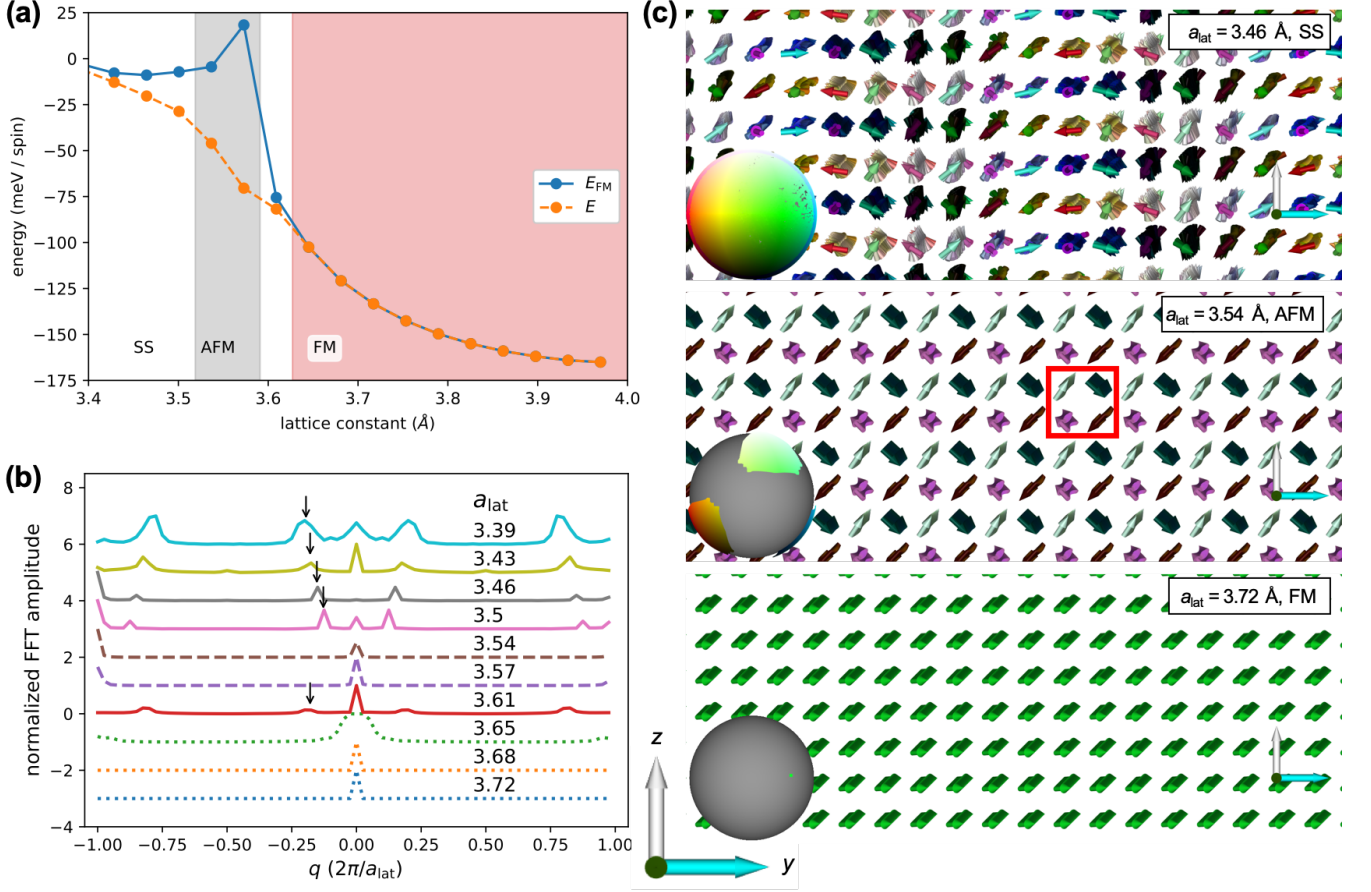 (a)
25
0
−25
−50
−75
−100
−125
−150
−175
energy (meV / spin)
E_FM
E
SS
AFM
FM
3.4
3.5
3.6
3.7
3.8
3.9
4.0
lattice constant (Å)
(b)
8
6
4
2
0
−2
−4
normalized FFT amplitude
a_lat
3.39
3.43
3.46
3.5
3.54
3.57
3.61
3.65
3.68
3.72
−1.00
−0.75
−0.50
−0.25
0.00
0.25
0.50
0.75
1.00
q (2π/a_lat)
(c)
a_lat = 3.46 Å, SS
a_lat = 3.54 Å, AFM
a_lat = 3.72 Å, FM
z
y